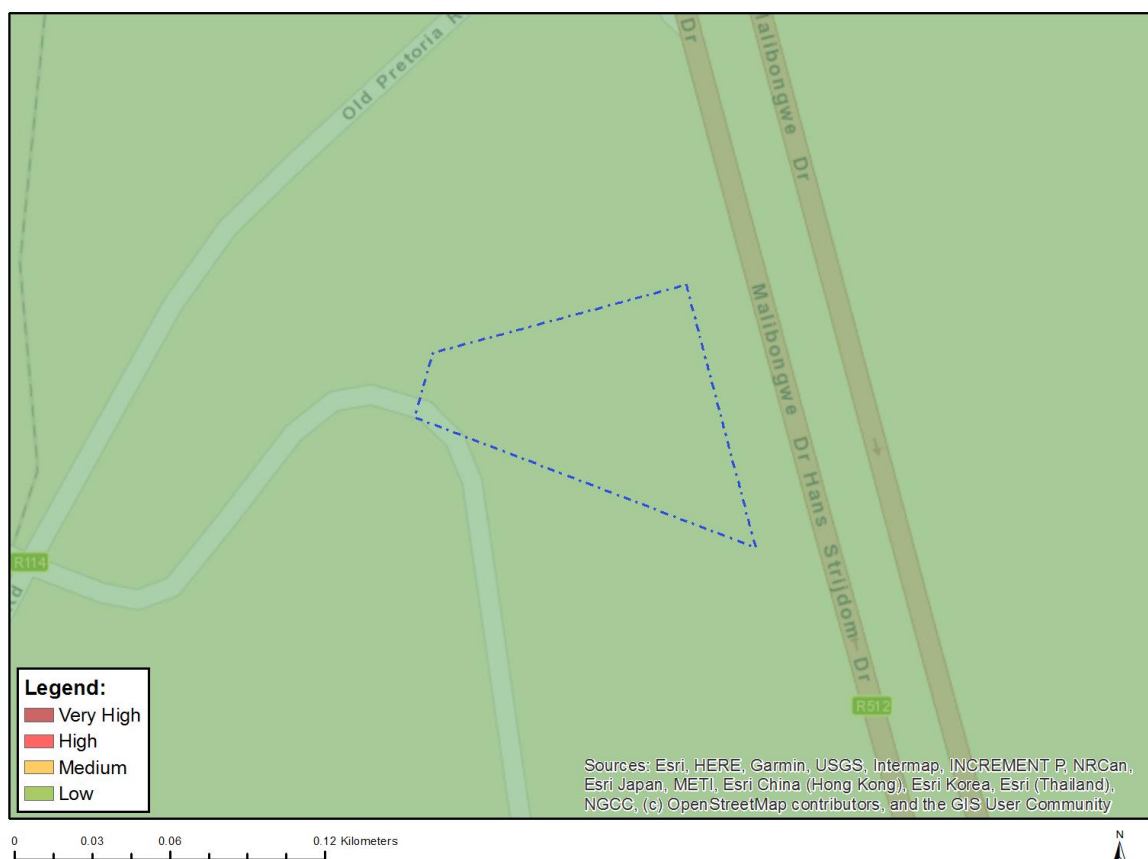 Old Pretoria R
Dr
Malibongwe Dr
Malibongwe Dr Hans Strijdom Dr
R114
Rd
R512
Legend:
Very High
High
Medium
Low
Sources: Esri, HERE, Garmin, USGS, Intermap, INCREMENT P, NRCan,
Esri Japan, METI, Esri China (Hong Kong), Esri Korea, Esri (Thailand),
NGCC, (c) OpenStreetMap contributors, and the GIS User Community
0 0.03 0.06 0.12 Kilometers
N